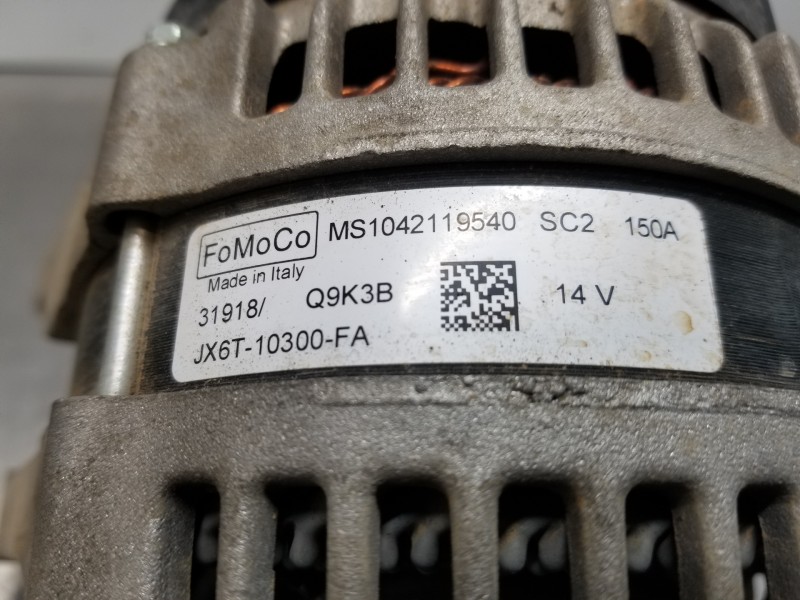 FoMoCo MS1042119540 SC2 150A
Made in Italy
31918/ Q9K3B 14 V
JX6T-10300-FA